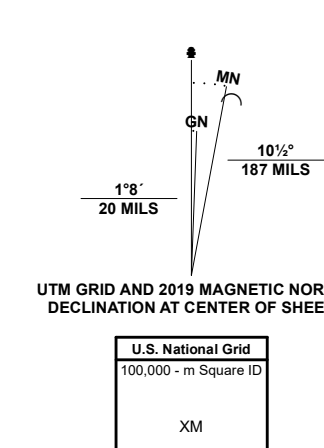 MN
GN
10½°
187 MILS
1°8´
20 MILS
UTM GRID AND 2019 MAGNETIC NOR
DECLINATION AT CENTER OF SHEE
U.S. National Grid
100,000 - m Square ID
XM